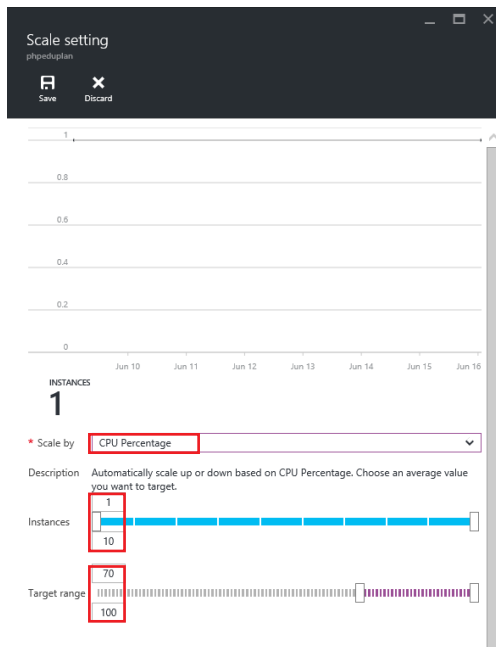 Scale setting
phpeduplan
Save Discard
1
0.8
0.6
0.4
0.2
0
Jun 10 Jun 11 Jun 12 Jun 13 Jun 14 Jun 15 Jun 16
INSTANCES
1
* Scale by CPU Percentage
Description Automatically scale up or down based on CPU Percentage. Choose an average value
you want to target.
1
Instances
10
70
Target range
100